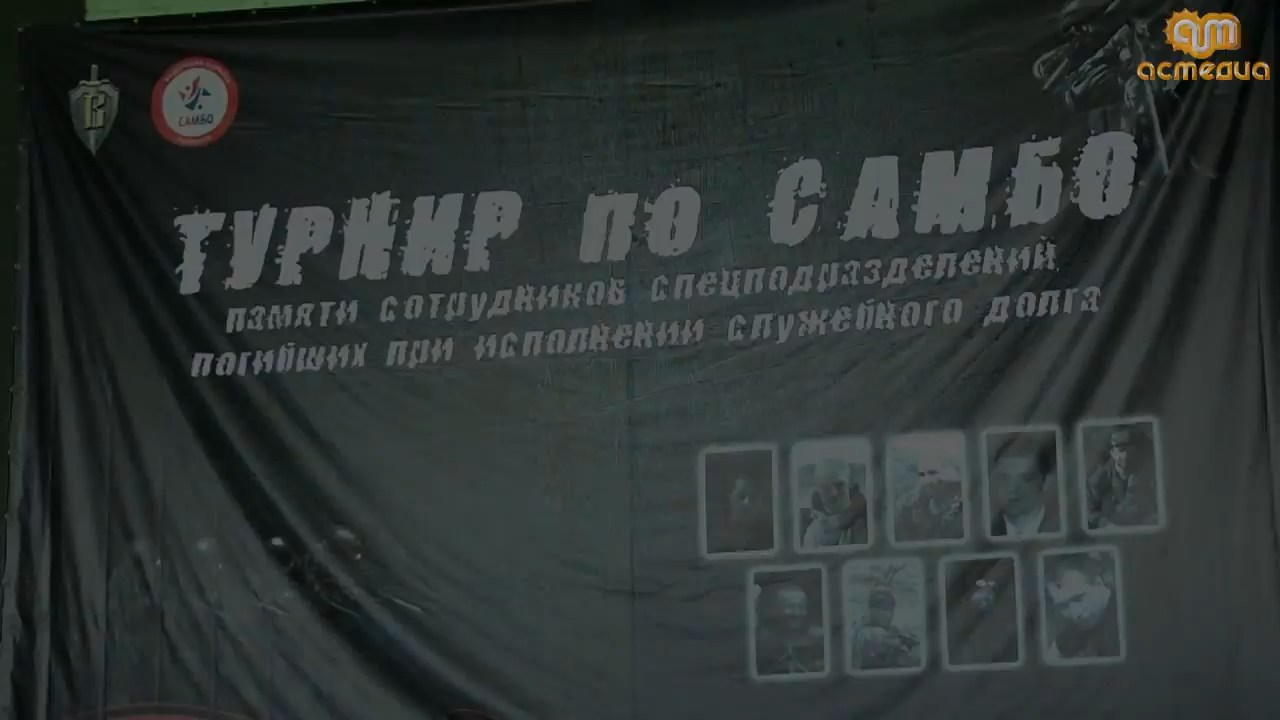 асмедиа
В
САМБО
ТУРНИР ПО САМБО
памяти сотрудников спецподразделений
погибших при исполнении служебного долга